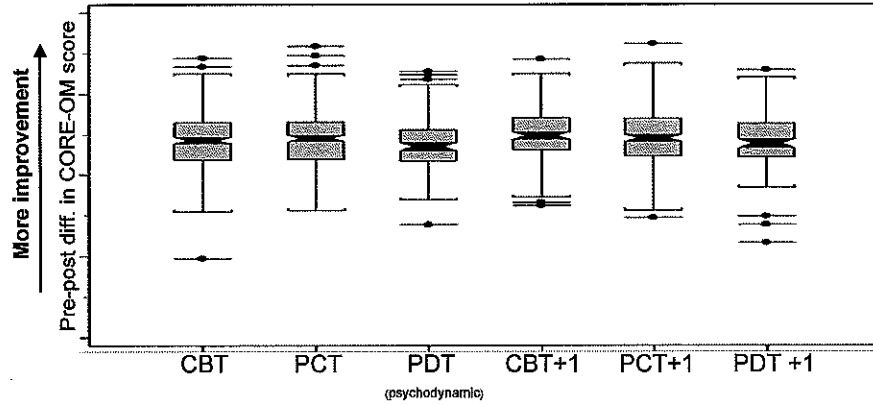 More improvement
Pre-post diff. in CORE-OM score
CBT PCT PDT CBT+1 PCT+1 PDT +1
(psychodynamic)